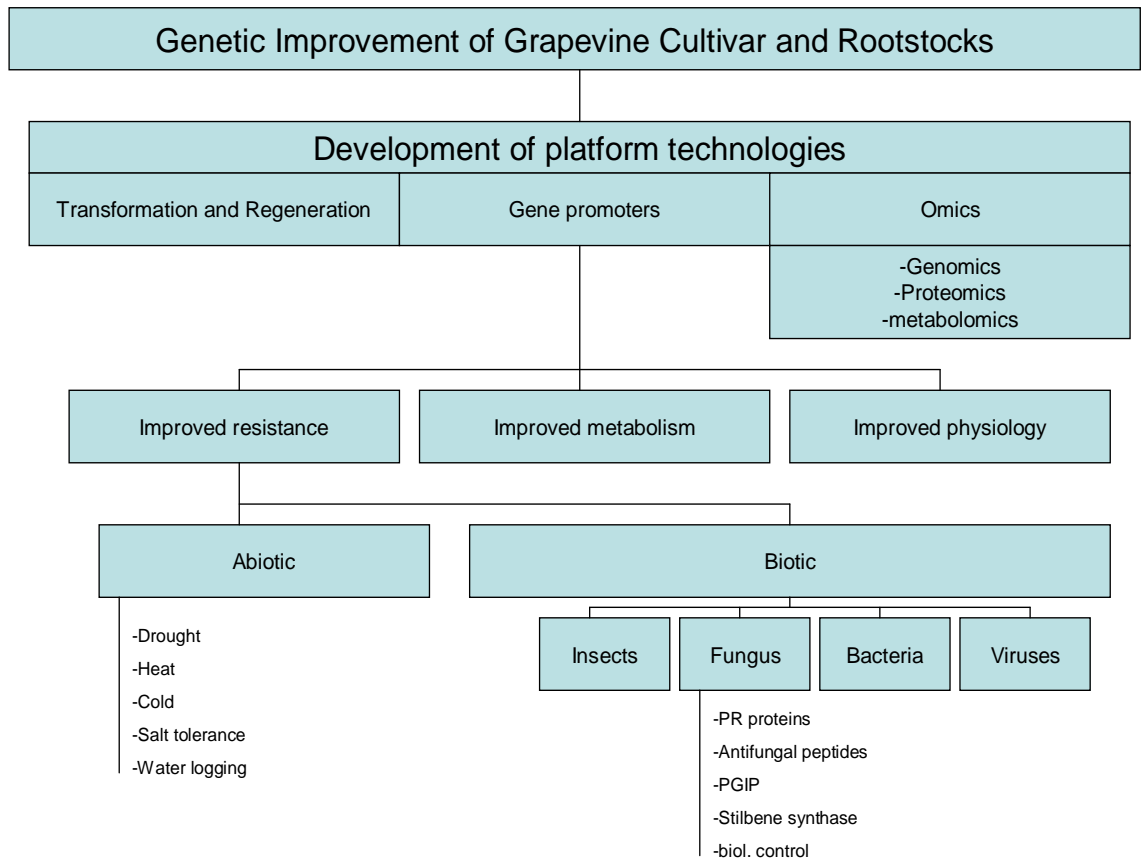 Genetic Improvement of Grapevine Cultivar and Rootstocks
Development of platform technologies
Transformation and Regeneration
Gene promoters
Omics
-Genomics
-Proteomics
-metabolomics
Improved resistance
Improved metabolism
Improved physiology
Abiotic
Biotic
-Drought
-Heat
-Cold
-Salt tolerance
-Water logging
Insects
Fungus
Bacteria
Viruses
-PR proteins
-Antifungal peptides
-PGIP
-Stilbene synthase
-biol. control